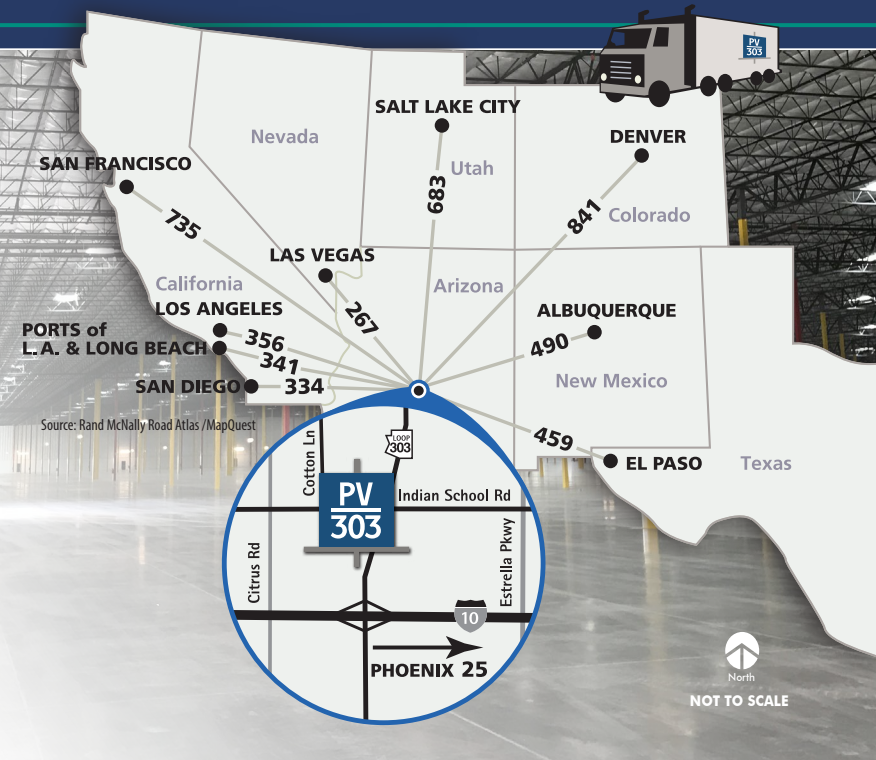 PV
303
SALT LAKE CITY
DENVER
Nevada
SAN FRANCISCO
Utah
683
841
Colorado
735
LAS VEGAS
California
Arizona
267
LOS ANGELES
ALBUQUERQUE
PORTS of
L.A. & LONG BEACH
356
341
490
SAN DIEGO
334
New Mexico
Source: Rand McNally Road Atlas /MapQuest
459
EL PASO
Texas
LOOP
303
Cotton Ln
PV
303
Indian School Rd
Citrus Rd
Estrella Pkwy
10
PHOENIX 25
North
NOT TO SCALE